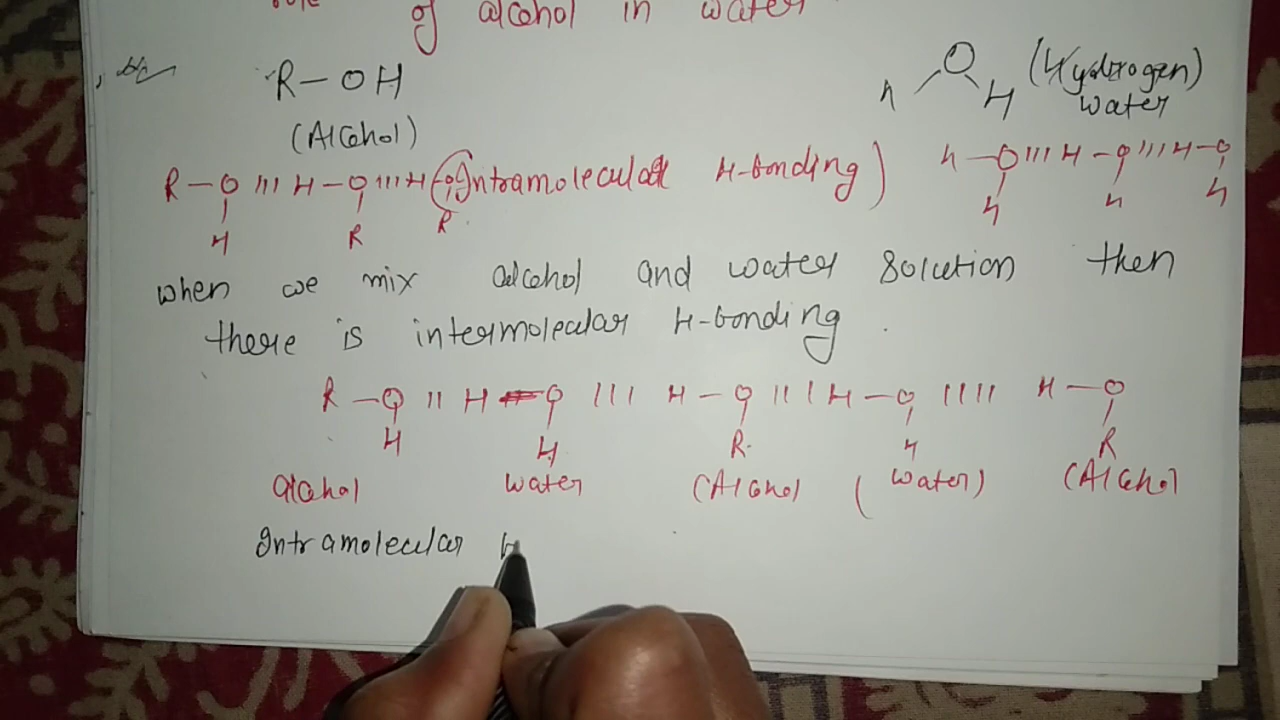 of alcohol in water
R-OH
(Alcohol)
O
H H
(Hydrogen)
water
R-O ||| H-O ||| H-O
H R R
(Intramolecular H-bonding)
H-O ||| H-O ||| H-O
H H H
when we mix alcohol and water solution then
there is intermolecular H-bonding.
R-O || H-O ||| H-O |||| H-O |||| H-O
H H R H R
alcohol water (Alcohol (water) (Alcohol
Intramolecular